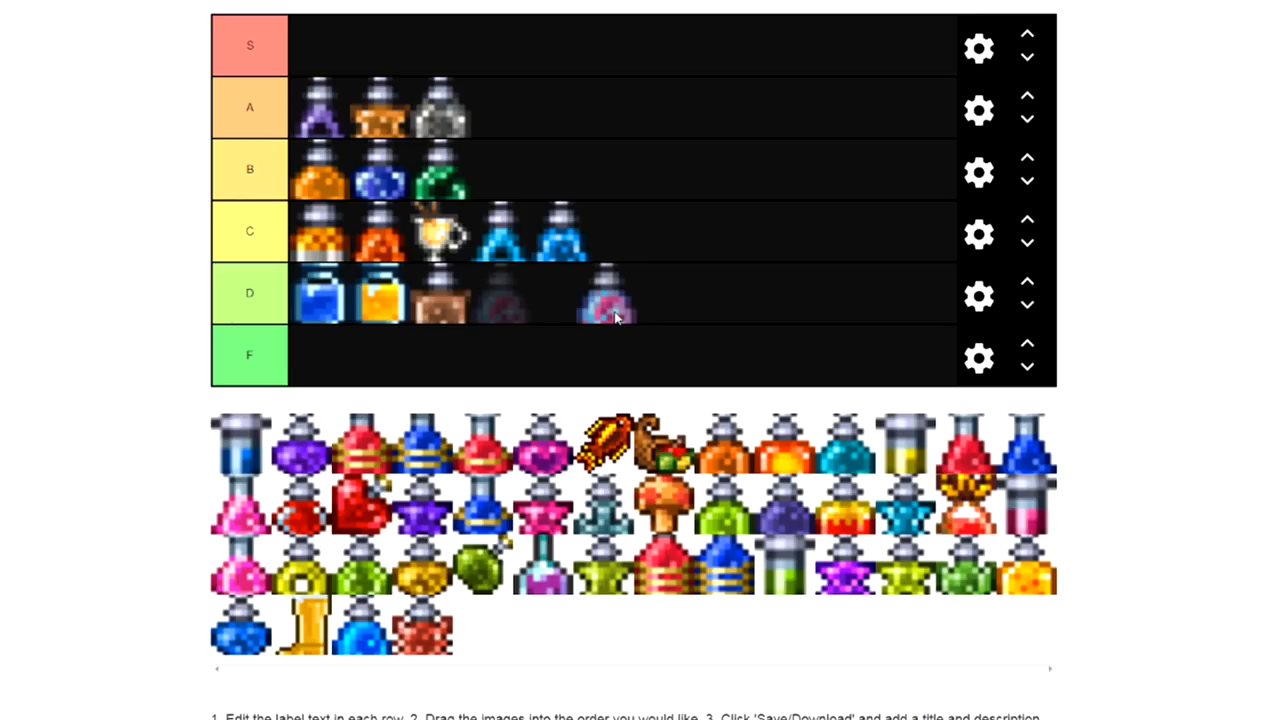 S
A
B
C
D
F
1. Edit the label text in each row. 2. Drag the images into the order you would like. 3. Click 'Save/Download' and add a title and description.